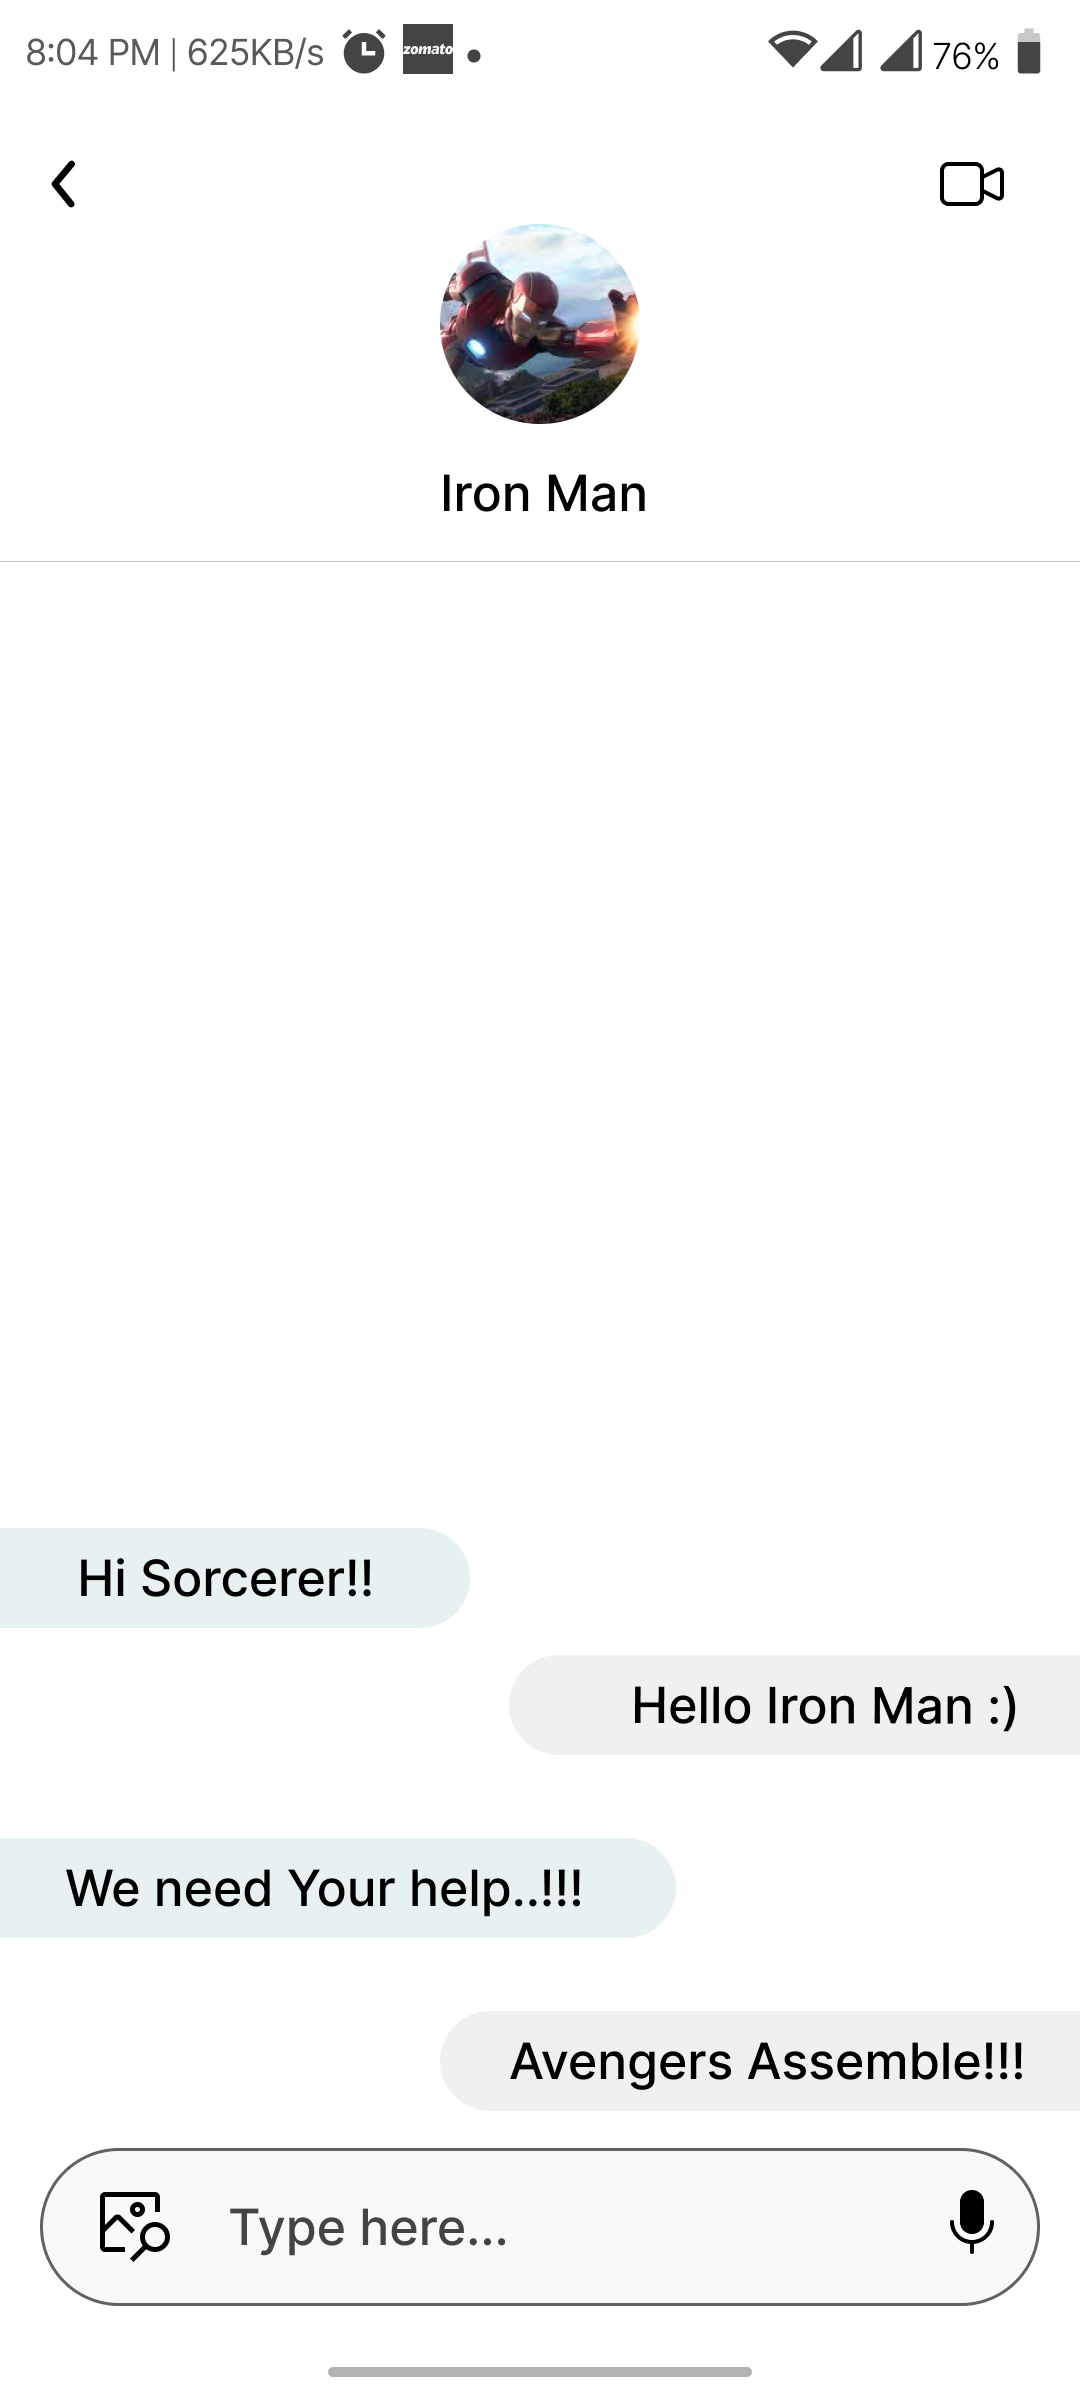 8:04 PM | 625KB/s zomato 76%
Iron Man
Hi Sorcerer!!
Hello Iron Man :)
We need Your help..!!!
Avengers Assemble!!!
Type here...